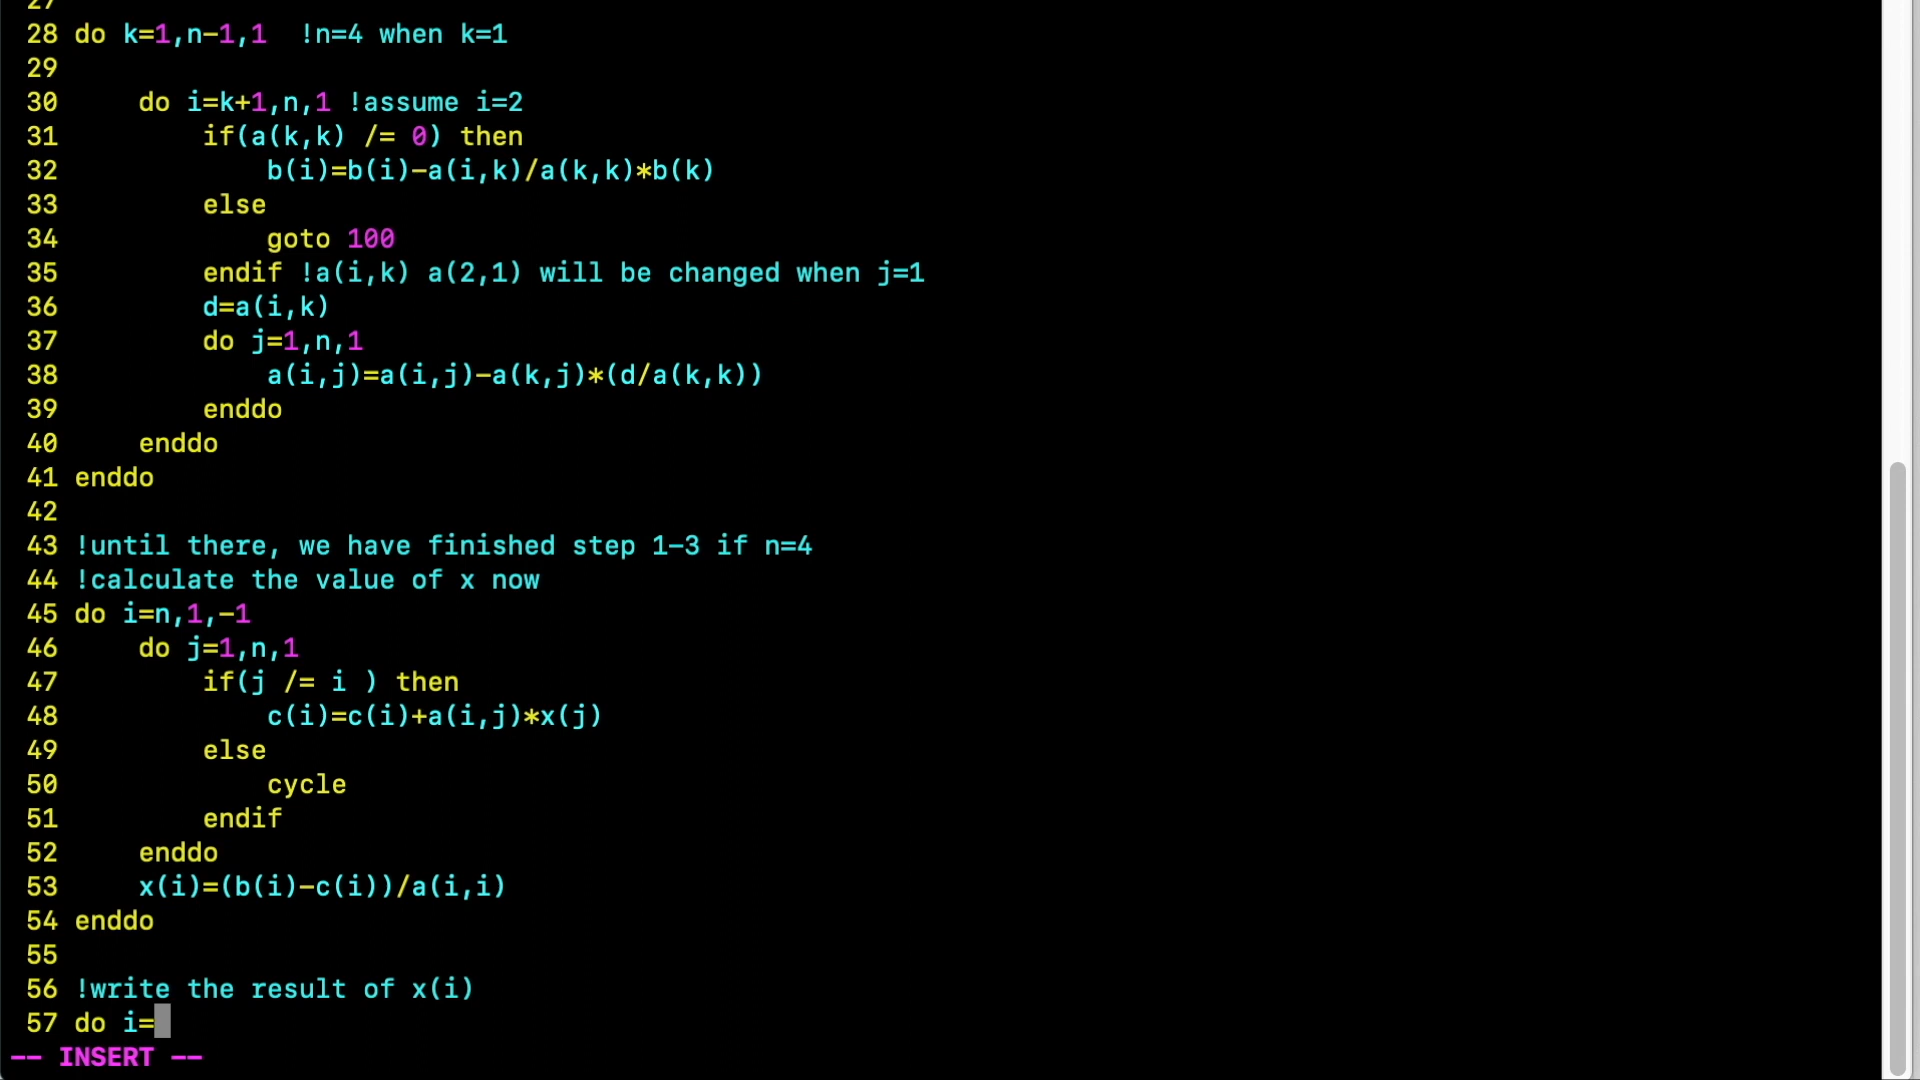 27
28 do k=1,n-1,1  !n=4 when k=1
29
30     do i=k+1,n,1 !assume i=2
31         if(a(k,k) /= 0) then
32             b(i)=b(i)-a(i,k)/a(k,k)*b(k)
33         else
34             goto 100
35         endif !a(i,k) a(2,1) will be changed when j=1
36         d=a(i,k)
37         do j=1,n,1
38             a(i,j)=a(i,j)-a(k,j)*(d/a(k,k))
39         enddo
40     enddo
41 enddo
42
43 !until there, we have finished step 1-3 if n=4
44 !calculate the value of x now
45 do i=n,1,-1
46     do j=1,n,1
47         if(j /= i ) then
48             c(i)=c(i)+a(i,j)*x(j)
49         else
50             cycle
51         endif
52     enddo
53     x(i)=(b(i)-c(i))/a(i,i)
54 enddo
55
56 !write the result of x(i)
57 do i=
-- INSERT --